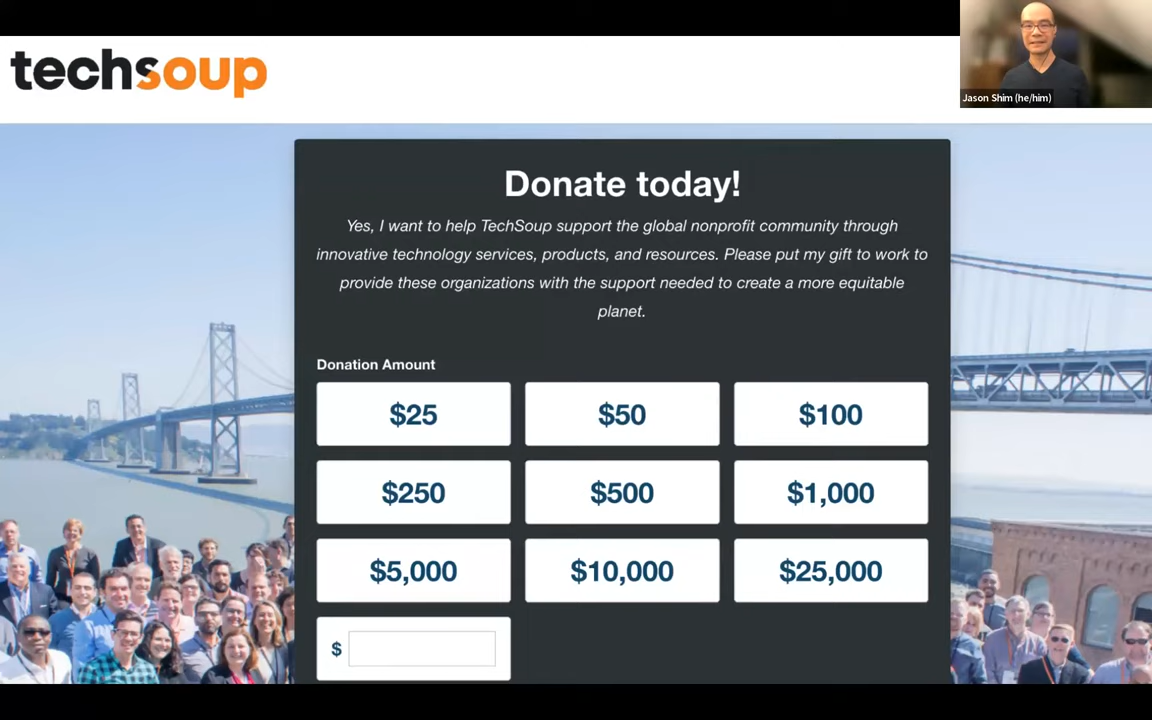 techsoup
Jason Shim (he/him)
Donate today!
Yes, I want to help TechSoup support the global nonprofit community through
innovative technology services, products, and resources. Please put my gift to work to
provide these organizations with the support needed to create a more equitable
planet.
Donation Amount
$25
$50
$100
$250
$500
$1,000
$5,000
$10,000
$25,000
$